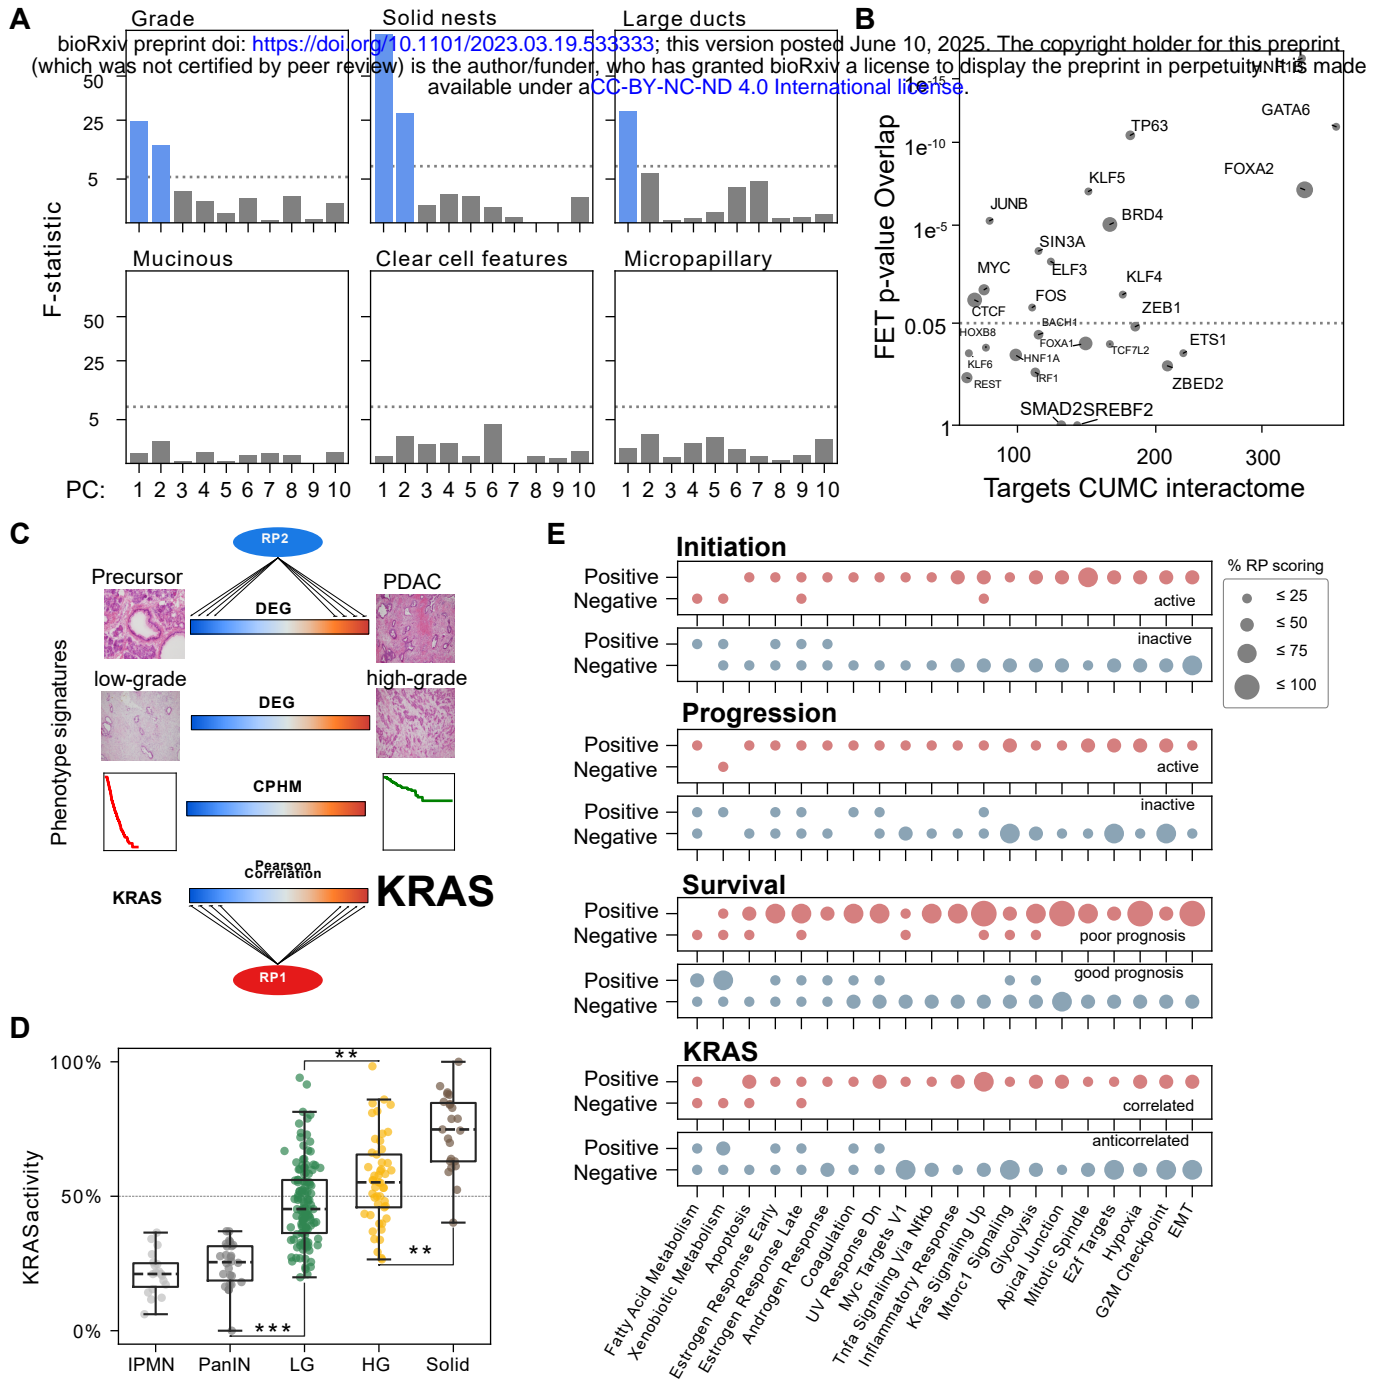 A
Grade
Solid nests
Large ducts
B
bioRxiv preprint doi: https://doi.org/10.1101/2023.03.19.533333; this version posted June 10, 2025. The copyright holder for this preprint
(which was not certified by peer review) is the author/funder, who has granted bioRxiv a license to display the preprint in perpetuity. It is made
available under aCC-BY-NC-ND 4.0 International license.
50
25
5
F-statistic
Mucinous
Clear cell features
Micropapillary
50
25
5
PC:
1 2 3 4 5 6 7 8 9 10
1 2 3 4 5 6 7 8 9 10
1 2 3 4 5 6 7 8 9 10
FET p-value Overlap
1e-15
1e-10
1e-5
0.05
1
HNF1B
GATA6
TP63
FOXA2
KLF5
JUNB
BRD4
SIN3A
ELF3
MYC
KLF4
FOS
CTCF
ZEB1
BACH1
HOXB8
FOXA1
TCF7L2
ETS1
KLF6
HNF1A
IRF1
REST
ZBED2
SMAD2
SREBF2
100
200
300
Targets CUMC interactome
C
RP2
Precursor
PDAC
DEG
low-grade
high-grade
DEG
CPHM
Phenotype signatures
Pearson
Correlation
KRAS
KRAS
RP1
D
100%
50%
0%
KRASactivity
**
**
***
IPMN
PanIN
LG
HG
Solid
E
Initiation
Positive
Negative
active
Positive
Negative
inactive
Progression
Positive
Negative
active
Positive
Negative
inactive
Survival
Positive
Negative
poor prognosis
Positive
Negative
good prognosis
KRAS
Positive
Negative
correlated
Positive
Negative
anticorrelated
% RP scoring
≤ 25
≤ 50
≤ 75
≤ 100
Fatty Acid Metabolism
Xenobiotic Metabolism
Apoptosis
Estrogen Response Early
Estrogen Response Late
Androgen Response
Coagulation
UV Response Dn
Myc Targets V1
Tnfa Signaling Via Nfkb
Inflammatory Response
Kras Signaling Up
Mtorc1 Signaling
Glycolysis
Apical Junction
Mitotic Spindle
E2f Targets
Hypoxia
G2M Checkpoint
EMT